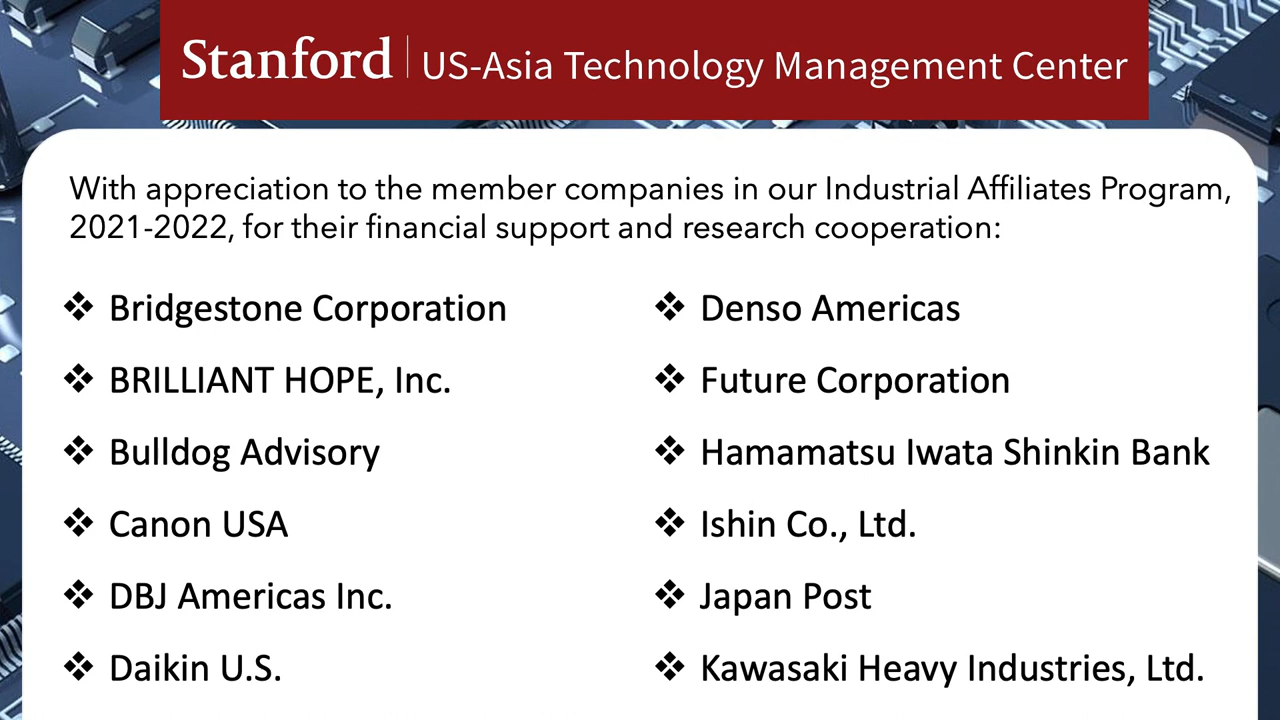 Stanford | US-Asia Technology Management Center
With appreciation to the member companies in our Industrial Affiliates Program,
2021-2022, for their financial support and research cooperation:
❖ Bridgestone Corporation
❖ BRILLIANT HOPE, Inc.
❖ Bulldog Advisory
❖ Canon USA
❖ DBJ Americas Inc.
❖ Daikin U.S.
❖ Denso Americas
❖ Future Corporation
❖ Hamamatsu Iwata Shinkin Bank
❖ Ishin Co., Ltd.
❖ Japan Post
❖ Kawasaki Heavy Industries, Ltd.